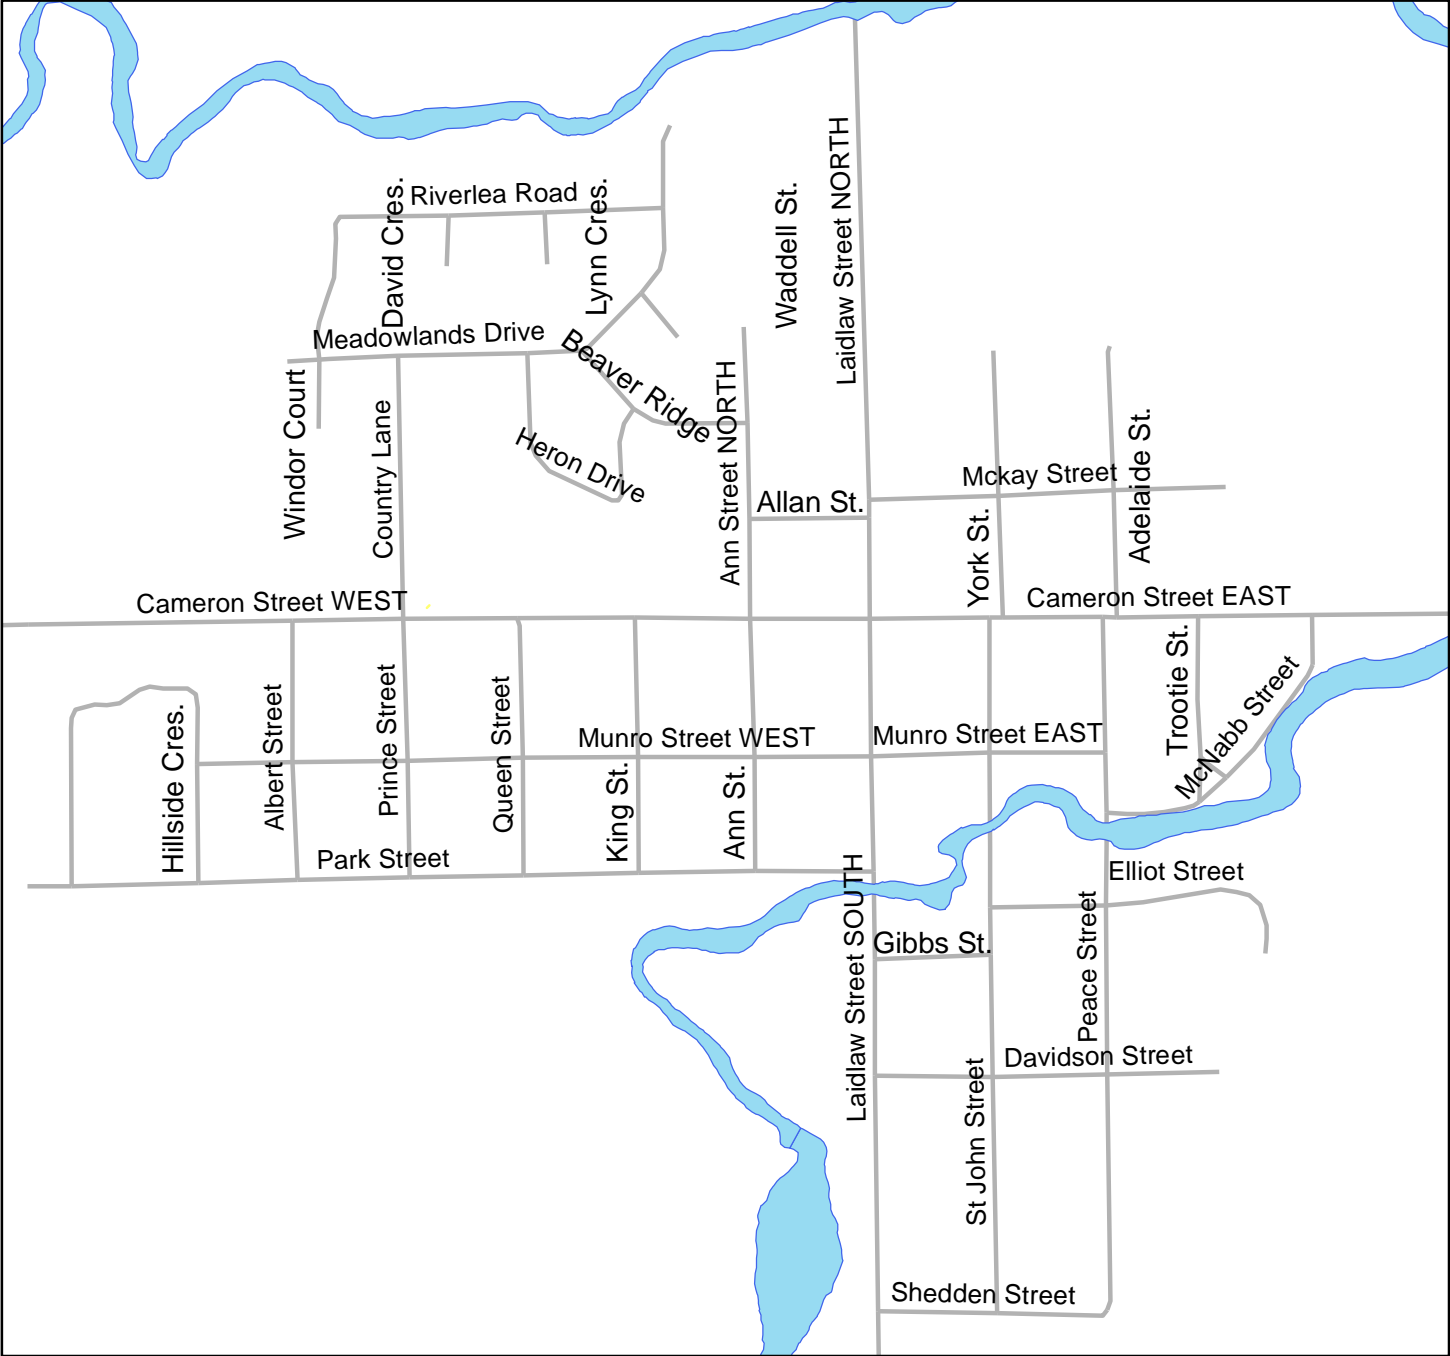 Riverlea Road
David Cres.
Lynn Cres.
Waddell St.
Laidlaw Street NORTH
Meadowlands Drive
Beaver Ridge
Windor Court
Country Lane
Heron Drive
Ann Street NORTH
Allan St.
Mckay Street
York St.
Adelaide St.
Cameron Street WEST
Cameron Street EAST
Hillside Cres.
Albert Street
Prince Street
Queen Street
Munro Street WEST
Munro Street EAST
Trootie St.
McNabb Street
King St.
Ann St.
Park Street
Laidlaw Street SOUTH
Elliot Street
Gibbs St.
Peace Street
Davidson Street
St John Street
Shedden Street